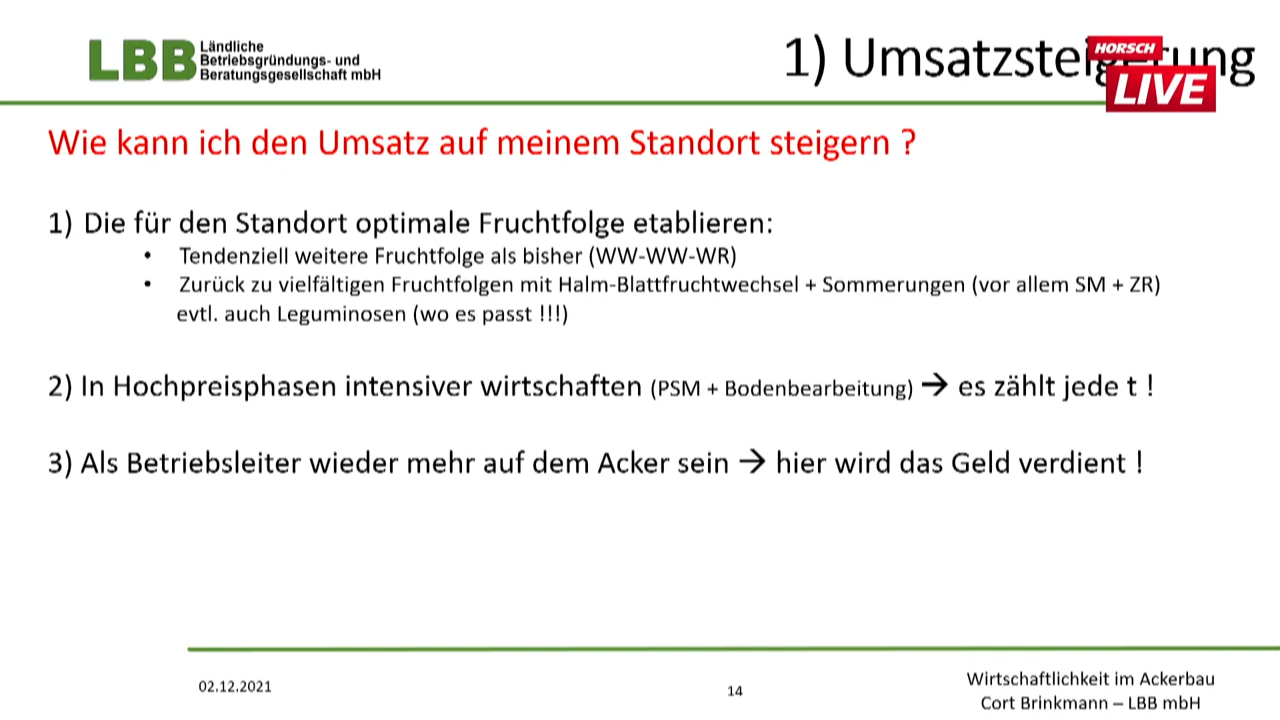 LBB Ländliche
Betriebsgründungs- und
Beratungsgesellschaft mbH
1) Umsatzsteigerung
HORSCH
LIVE
Wie kann ich den Umsatz auf meinem Standort steigern ?
1) Die für den Standort optimale Fruchtfolge etablieren:
• Tendenziell weitere Fruchtfolge als bisher (WW-WW-WR)
• Zurück zu vielfältigen Fruchtfolgen mit Halm-Blattfruchtwechsel + Sommerungen (vor allem SM + ZR)
evtl. auch Leguminosen (wo es passt !!!)
2) In Hochpreisphasen intensiver wirtschaften (PSM + Bodenbearbeitung) → es zählt jede t !
3) Als Betriebsleiter wieder mehr auf dem Acker sein → hier wird das Geld verdient !
02.12.2021
14
Wirtschaftlichkeit im Ackerbau
Cort Brinkmann – LBB mbH